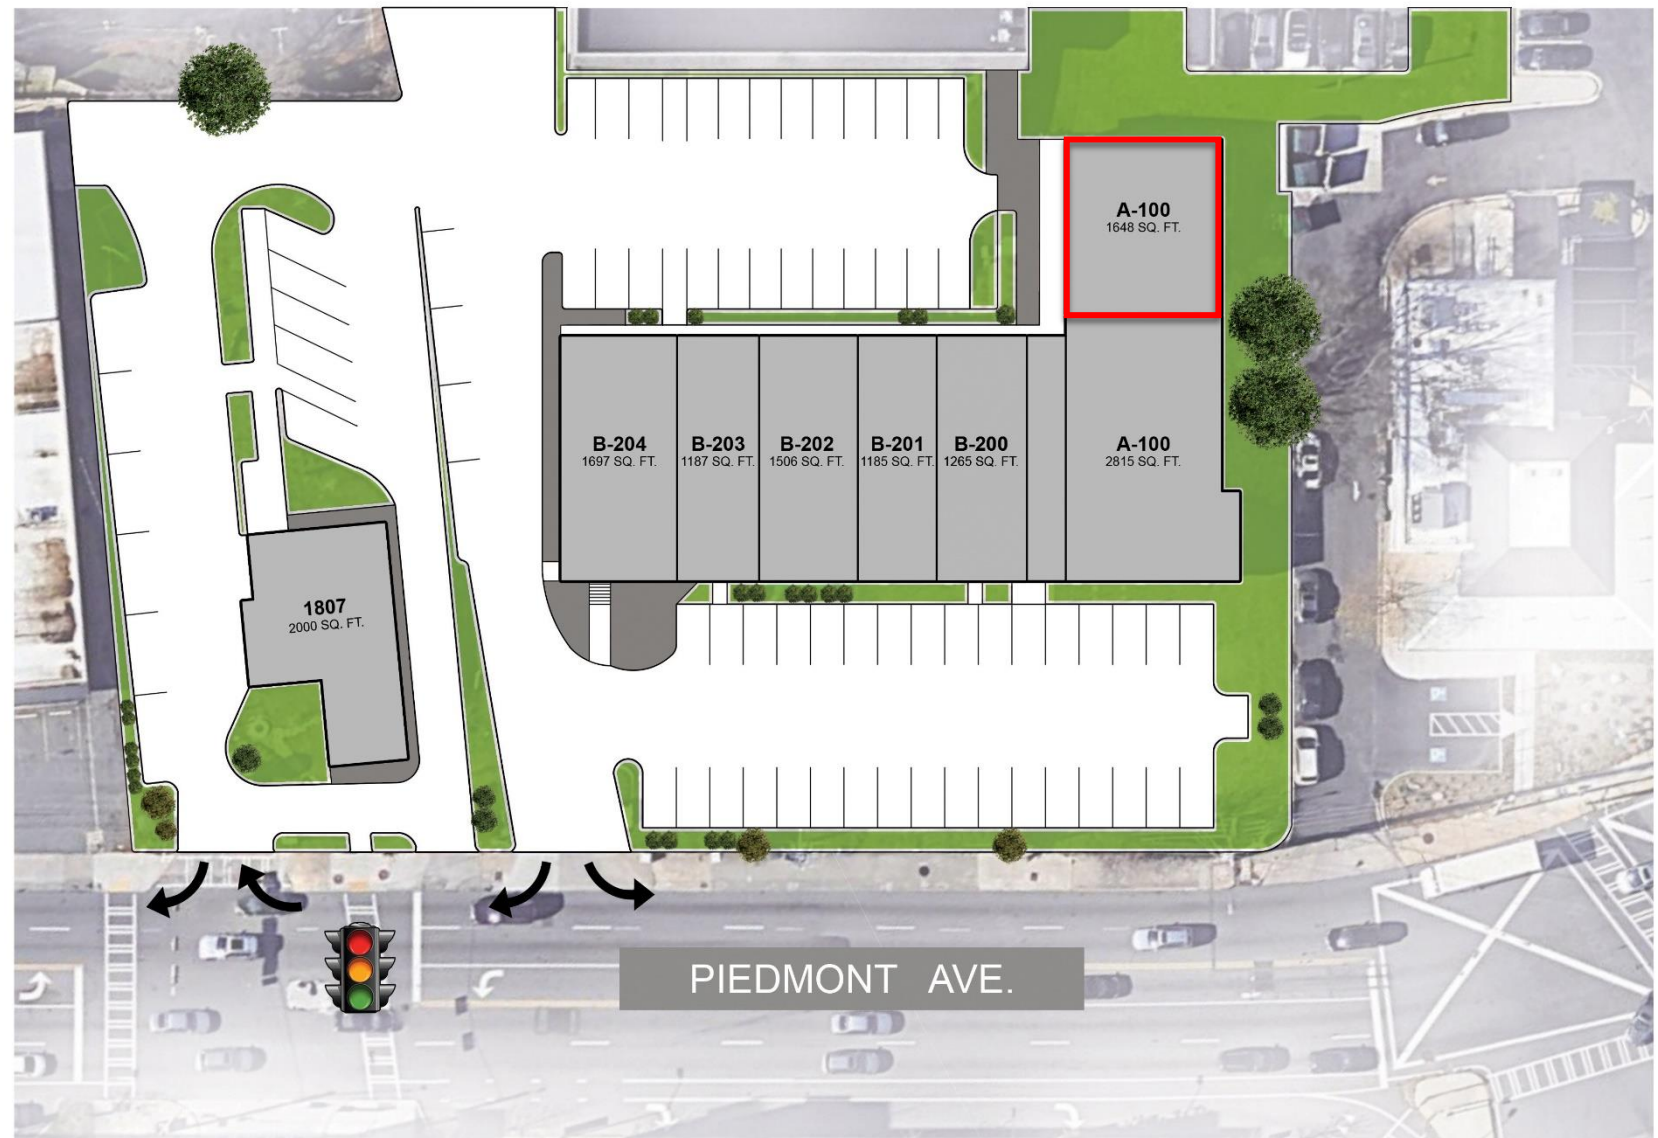 A-100
1648 SQ. FT.
B-204
1697 SQ. FT.
B-203
1187 SQ. FT.
B-202
1506 SQ. FT.
B-201
1185 SQ. FT.
B-200
1265 SQ. FT.
A-100
2815 SQ. FT.
1807
2000 SQ. FT.
PIEDMONT AVE.